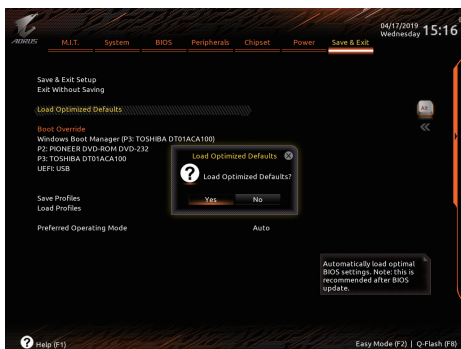 04/17/2019
Wednesday
15:16
AORUS
M.I.T. System BIOS Peripherals Chipset Power Save & Exit
Save & Exit Setup
Exit Without Saving
Load Optimized Defaults
Alt
Boot Override
Windows Boot Manager (P3: TOSHIBA DT01ACA100)
P2: PIONEER DVD-ROM DVD-232
P3: TOSHIBA DT01ACA100
UEFI: USB
Load Optimized Defaults
Load Optimized Defaults?
Yes No
Save Profiles
Load Profiles
Preferred Operating Mode Auto
Automatically load optimal
BIOS settings. Note: this is
recommended after BIOS
update.
Help (F1) Easy Mode (F2) | Q-Flash (F8)